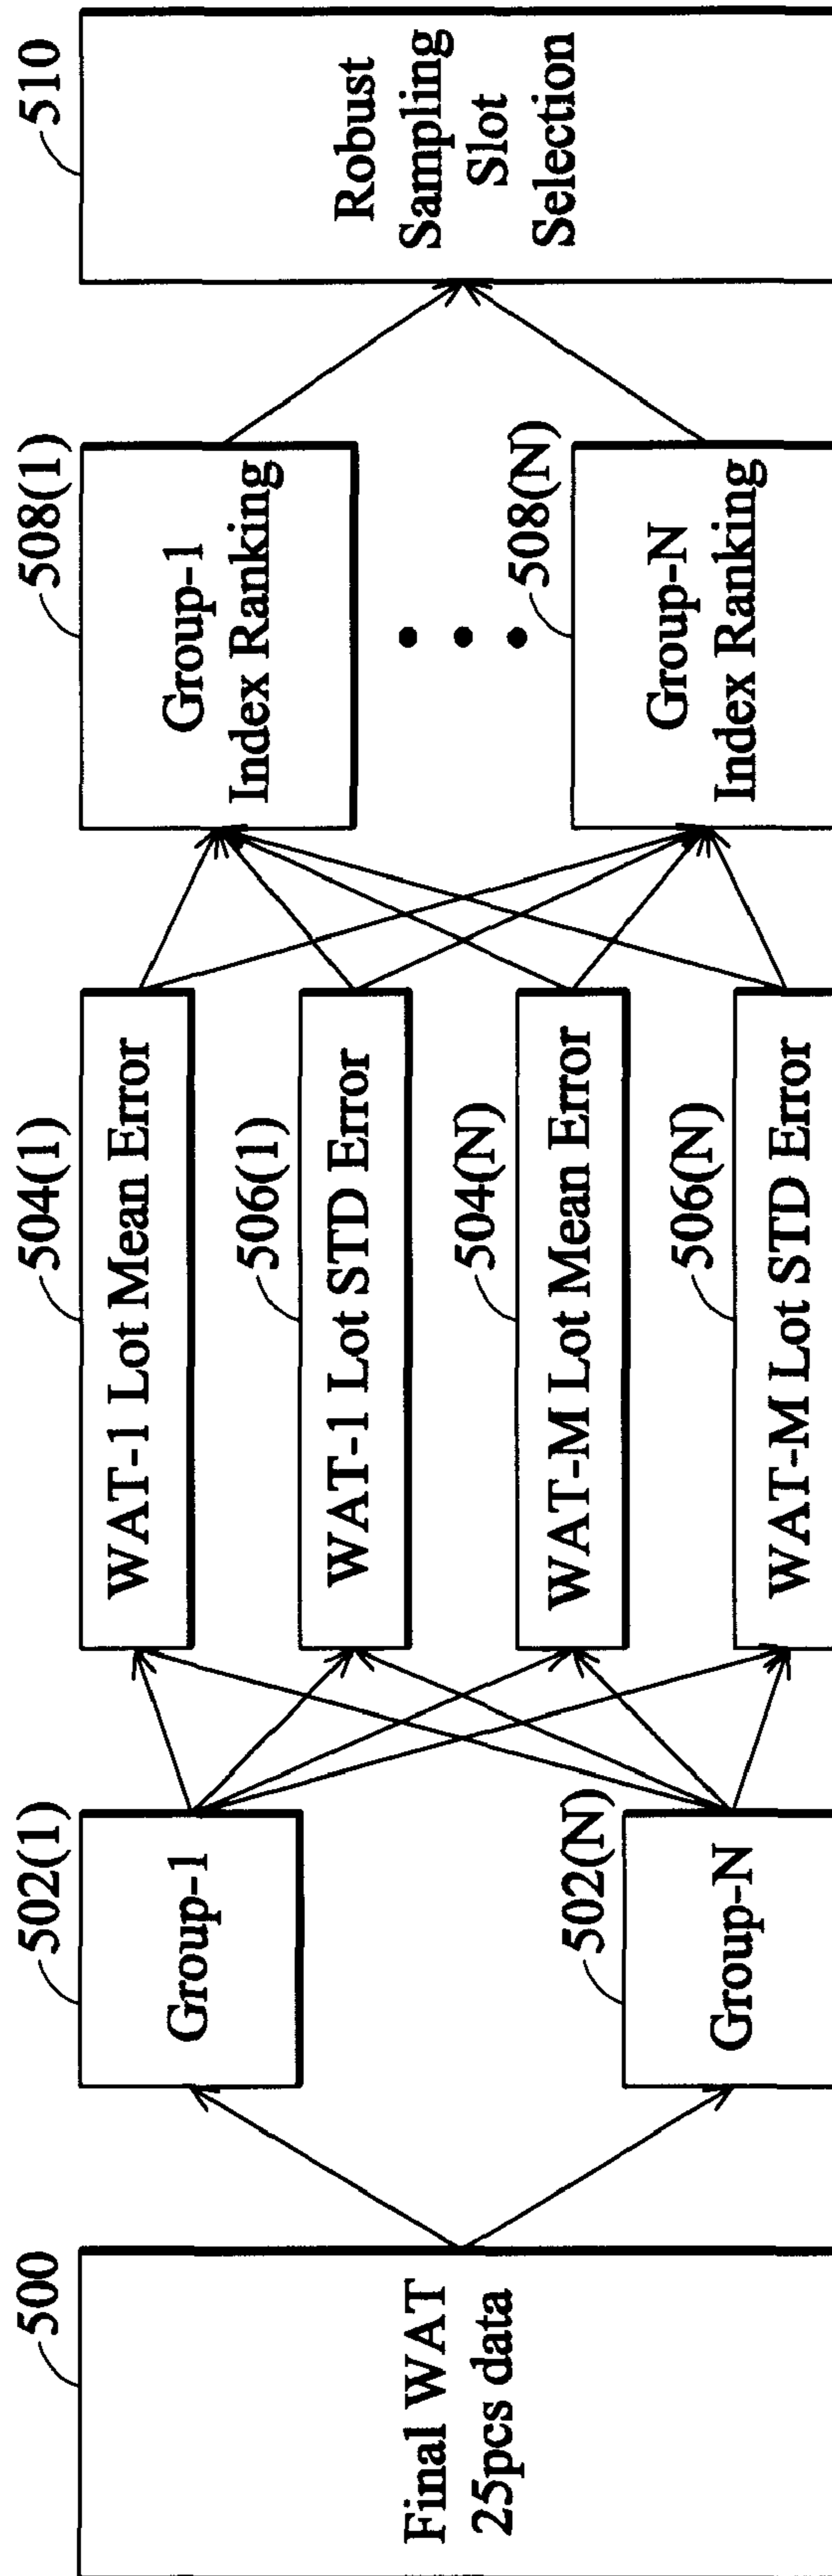 500
Final WAT
25pcs data
502(1)
Group-1
502(N)
Group-N
504(1)
WAT-1 Lot Mean Error
506(1)
WAT-1 Lot STD Error
504(N)
WAT-M Lot Mean Error
506(N)
WAT-M Lot STD Error
508(1)
Group-1
Index Ranking
508(N)
Group-N
Index Ranking
510
Robust
Sampling
Slot
Selection